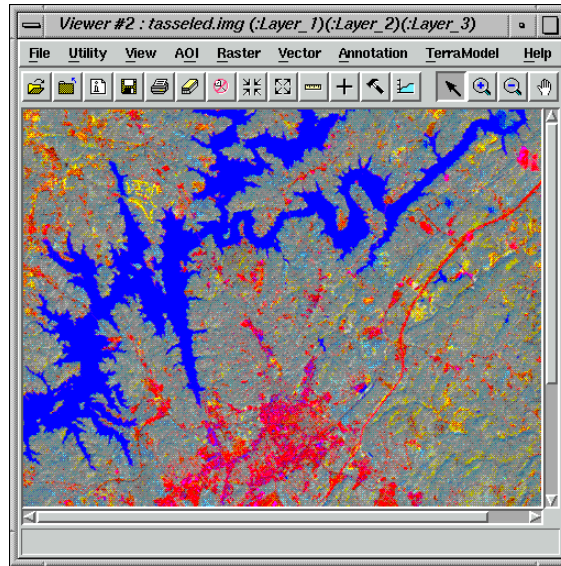 Viewer #2 : tasseled.img (:Layer_1)(:Layer_2)(:Layer_3)
File Utility View AOI Raster Vector Annotation TerraModel Help